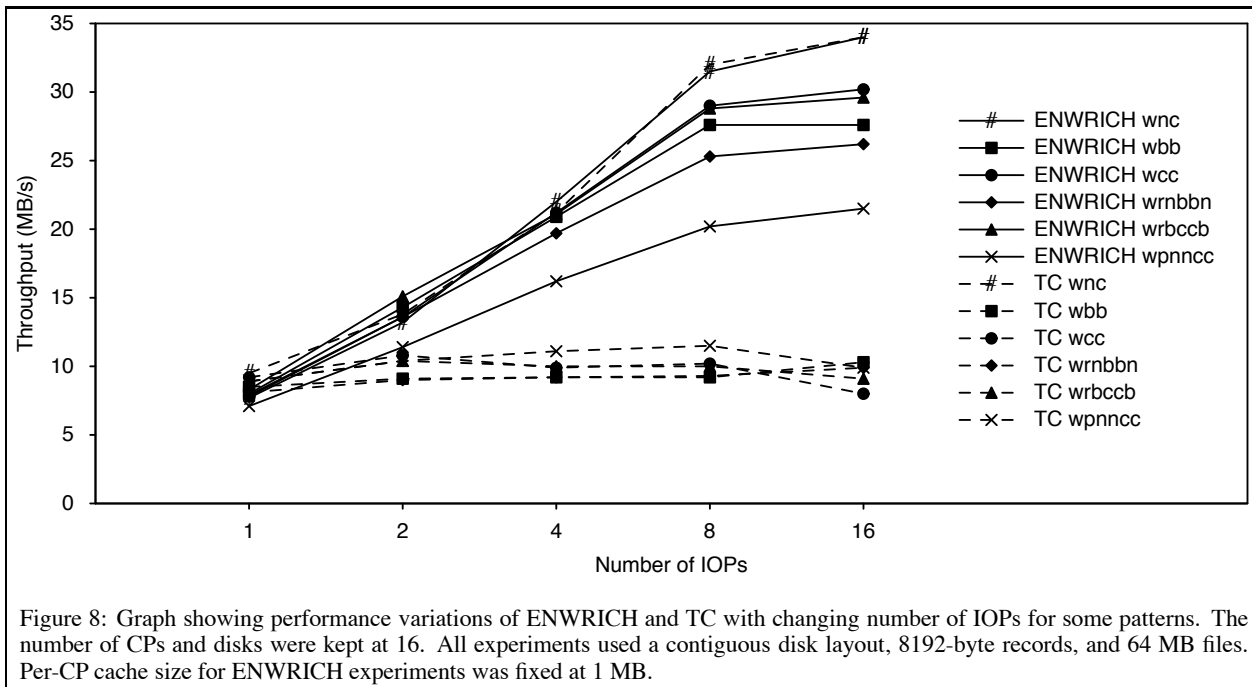 35
30
25
20
15
10
5
0
Throughput (MB/s)
1 2 4 8 16
Number of IOPs
ENWRICH wnc
ENWRICH wbb
ENWRICH wcc
ENWRICH wrnbbn
ENWRICH wrbccb
ENWRICH wpnncc
TC wnc
TC wbb
TC wcc
TC wrnbbn
TC wrbccb
TC wpnncc
Figure 8: Graph showing performance variations of ENWRICH and TC with changing number of IOPs for some patterns. The
number of CPs and disks were kept at 16. All experiments used a contiguous disk layout, 8192-byte records, and 64 MB files.
Per-CP cache size for ENWRICH experiments was fixed at 1 MB.